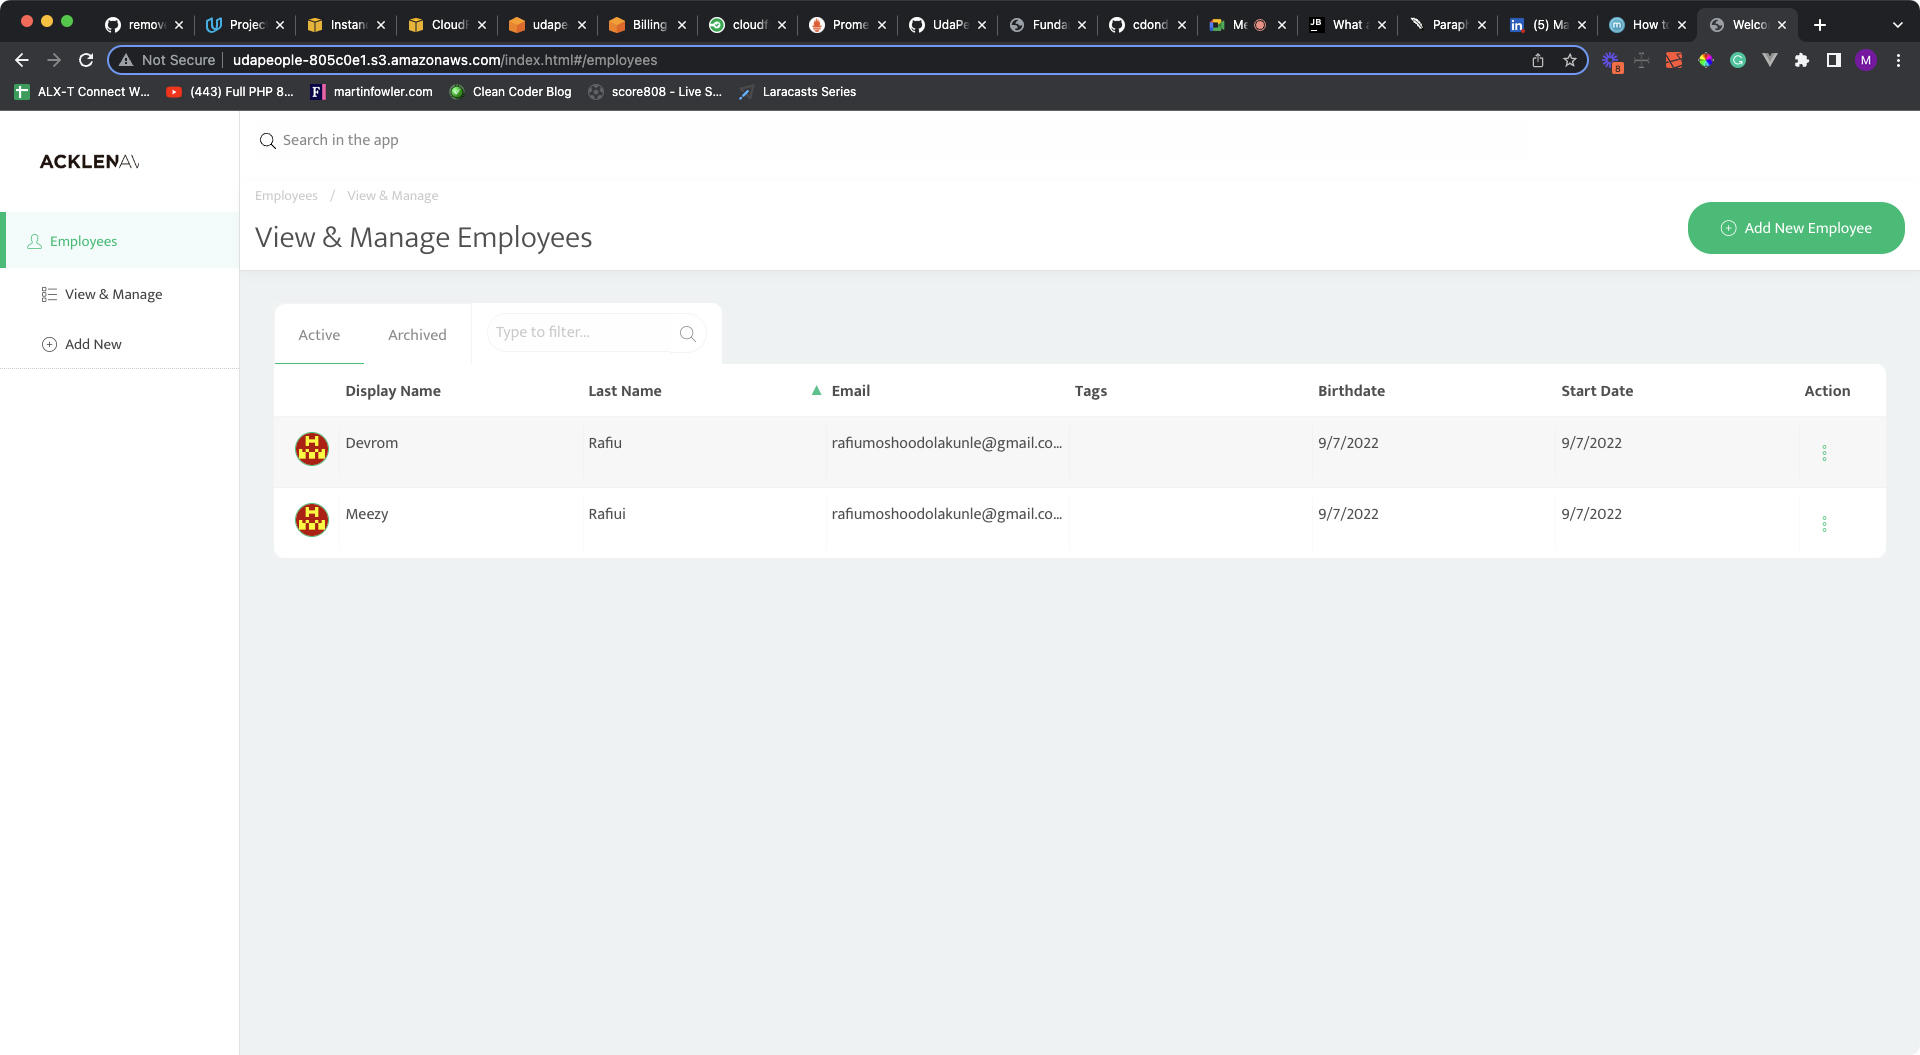 remov Projec Instan CloudF udape Billing cloudf Prome UdaPe Funda cdond Me What a Paraph (5) Ma How to Welco
Not Secure udapeople-805c0e1.s3.amazonaws.com/index.html#/employees
ALX-T Connect W... (443) Full PHP 8... martinfowler.com Clean Coder Blog score808 - Live S... Laracasts Series
ACKLENAV
Search in the app
Employees / View & Manage
View & Manage Employees
Add New Employee
Employees
View & Manage
Add New
Active Archived Type to filter...
Display Name Last Name Email Tags Birthdate Start Date Action
Devrom Rafiu rafiumoshoodolakunle@gmail.co... 9/7/2022 9/7/2022
Meezy Rafiui rafiumoshoodolakunle@gmail.co... 9/7/2022 9/7/2022